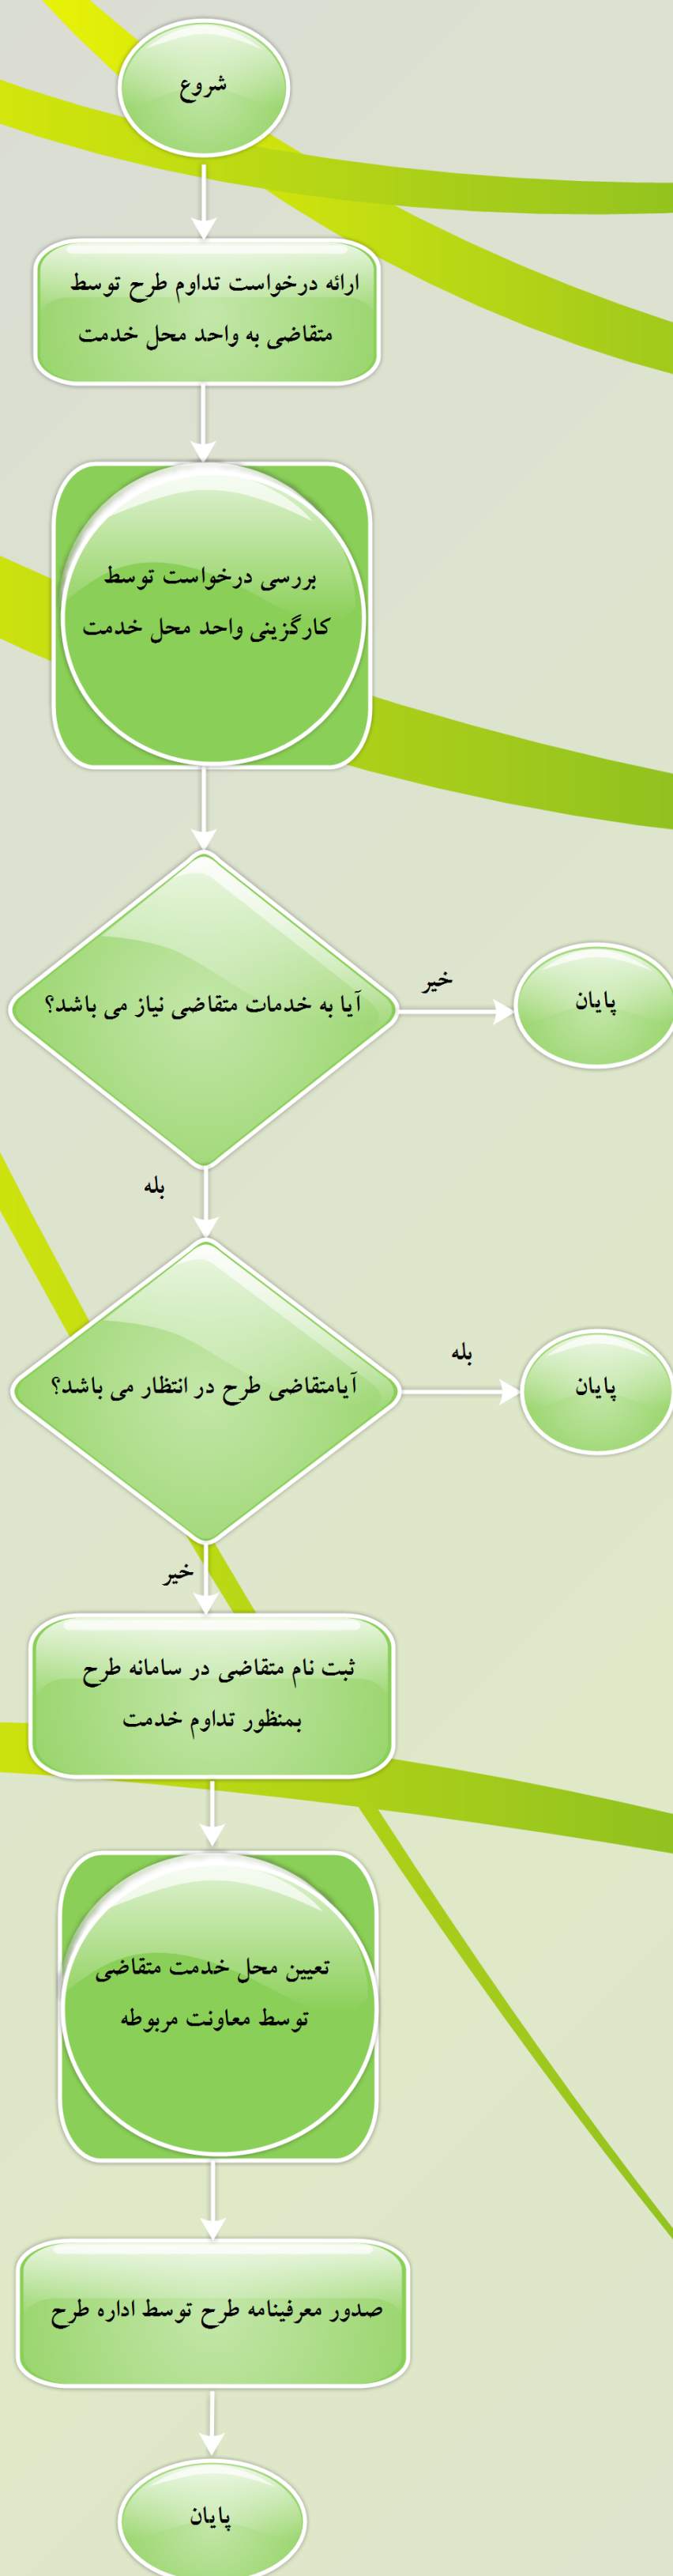 شروع
ارائه درخواست تداوم طرح توسط
متقاضی به واحد محل خدمت
بررسی درخواست توسط
کارگزینی واحد محل خدمت
آیا به خدمات متقاضی نیاز می باشد؟
خیر
پایان
بله
آیامتقاضی طرح در انتظار می باشد؟
بله
پایان
خیر
ثبت نام متقاضی در سامانه طرح
بمنظور تداوم خدمت
تعیین محل خدمت متقاضی
توسط معاونت مربوطه
صدور معرفینامه طرح توسط اداره طرح
پایان